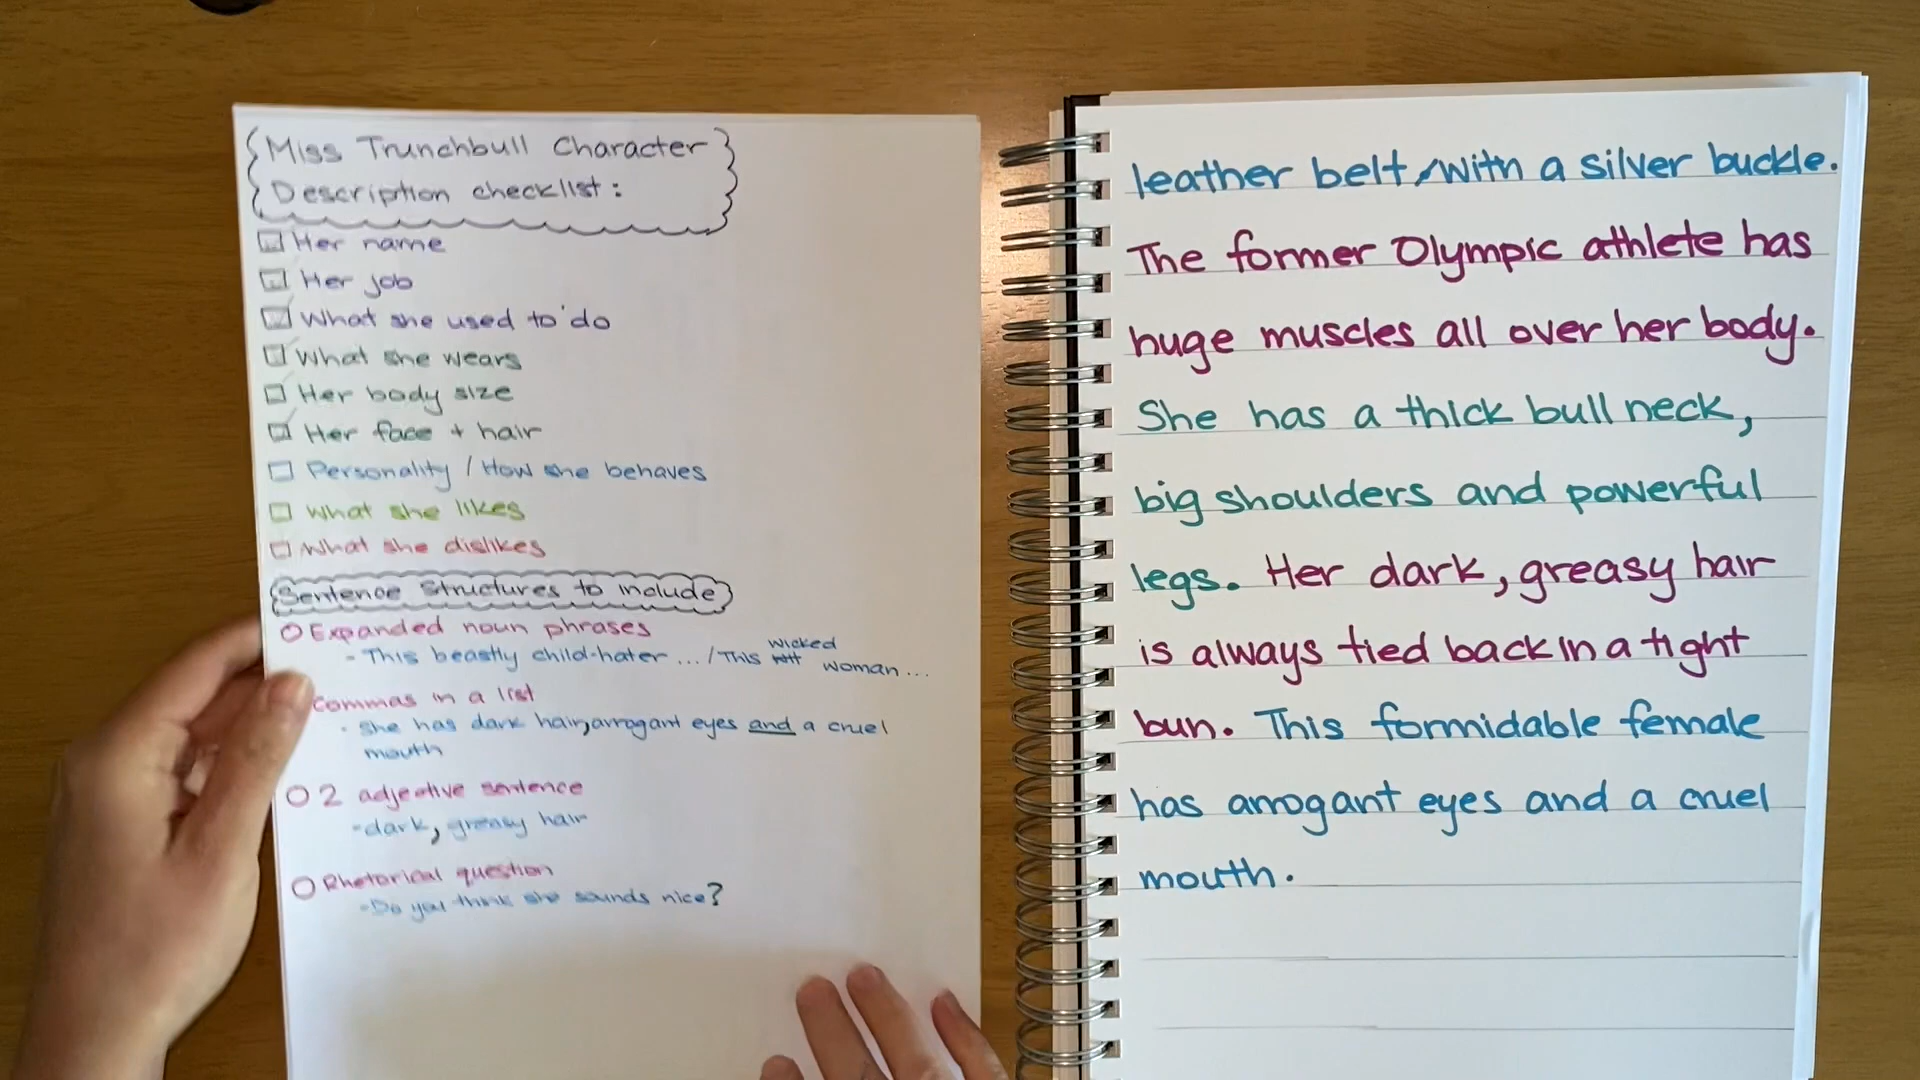 Miss Trunchbull Character
Description checklist:
Her name
Her job
What she used to do
What she wears
Her body size
Her face + hair
Personality / How she behaves
What she likes
What she dislikes
Sentence Structures to include
Expanded noun phrases
wicked
- This beastly child-hater ... / This woman ...
Commas in a list
- She has dark hair, arrogant eyes and a cruel
mouth
2 adjective sentence
- dark, greasy hair
Rhetorical question
- Do you think she sounds nice?
leather belt, with a silver buckle.
The former Olympic athlete has
huge muscles all over her body.
She has a thick bull neck,
big shoulders and powerful
legs. Her dark, greasy hair
is always tied back in a tight
bun. This formidable female
has arrogant eyes and a cruel
mouth.